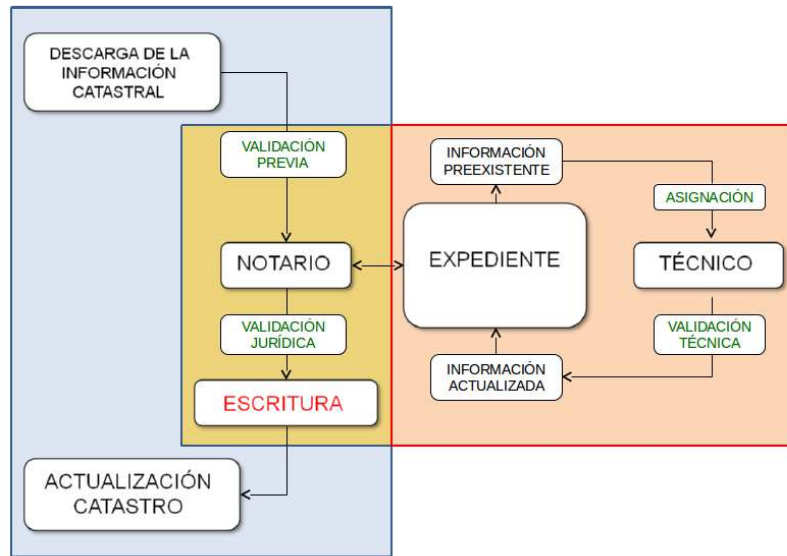 DESCARGA DE LA
INFORMACIÓN
CATASTRAL
VALIDACIÓN
PREVIA
NOTARIO
VALIDACIÓN
JURÍDICA
ESCRITURA
ACTUALIZACIÓN
CATASTRO
INFORMACIÓN
PREEXISTENTE
EXPEDIENTE
INFORMACIÓN
ACTUALIZADA
ASIGNACIÓN
TÉCNICO
VALIDACIÓN
TÉCNICA